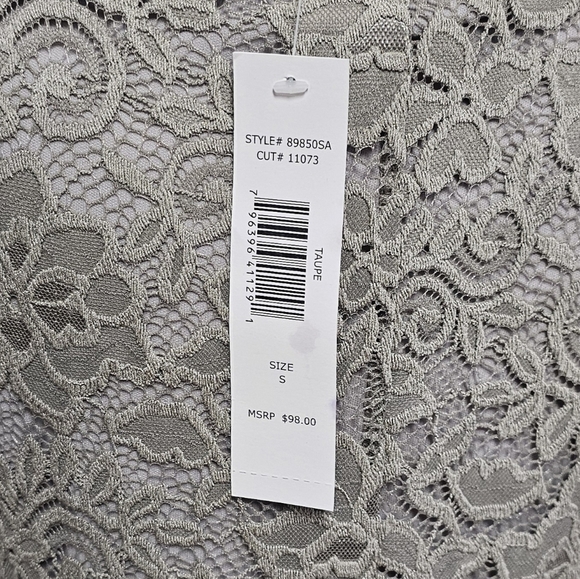 STYLE# 89850SA
CUT# 11073
7 96396 41129 1
TAUPE
SIZE
S
MSRP $98.00